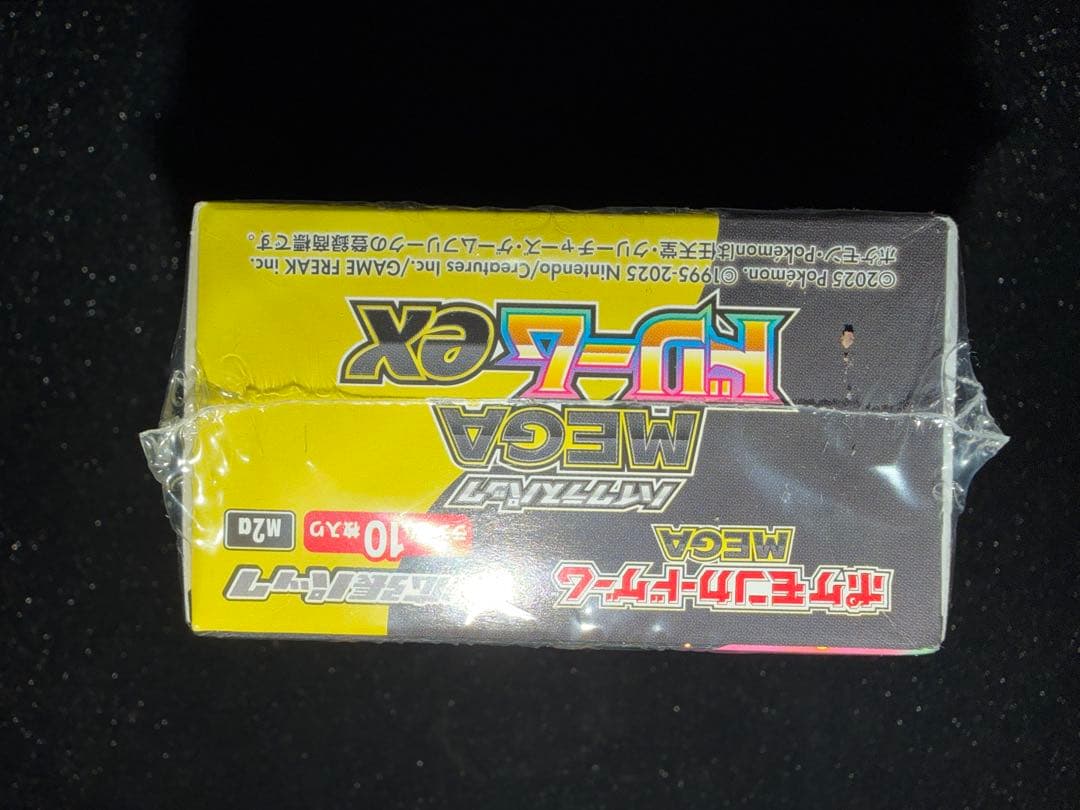 ポケモンカードゲーム
MEGA
拡張パック
10枚入り
M2a
ハイクラスパック
MEGA
ドリームex
©2025 Pokémon. ©1995-2025 Nintendo/Creatures Inc./GAME FREAK inc.
ポケモン・Pokémonは任天堂・クリーチャーズ・ゲームフリークの登録商標です。